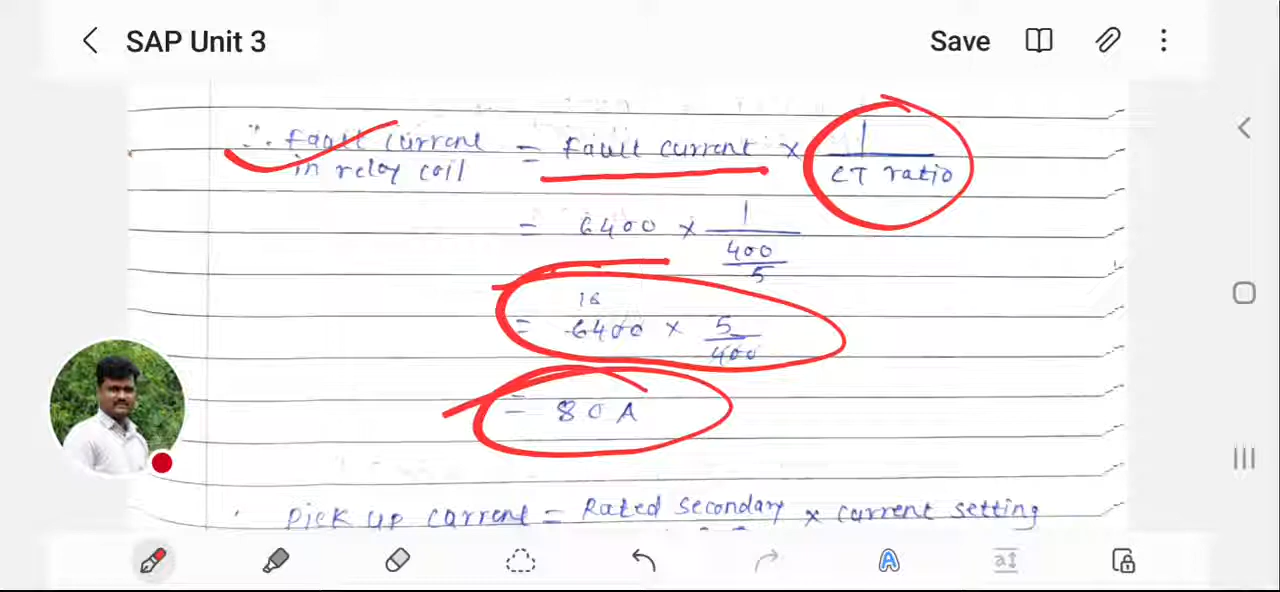 SAP Unit 3
Save
∴ fault current = fault current × 1
in relay coil CT ratio
= 6400 × 1
400
5
16
= 6400 × 5
400
= 80A
Pick up current = Rated secondary × current setting